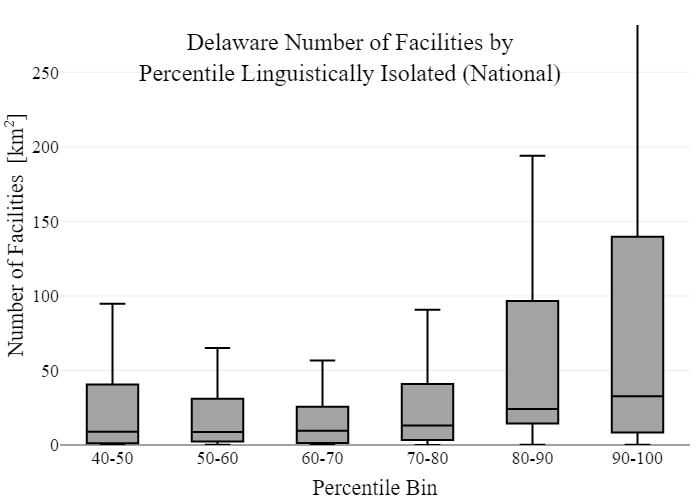 Delaware Number of Facilities by
Percentile Linguistically Isolated (National)
Number of Facilities [km²]
250
200
150
100
50
0
40-50 50-60 60-70 70-80 80-90 90-100
Percentile Bin